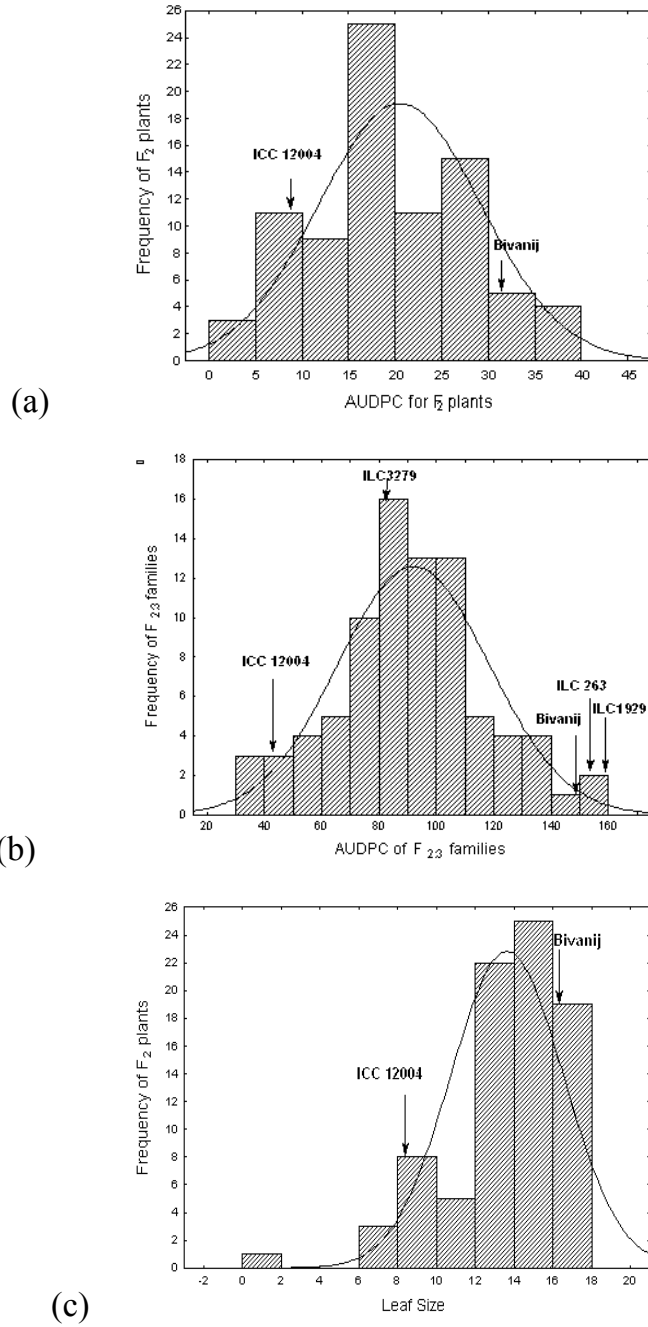 26
24
22
20
18
16
14
12
10
8
6
4
2
0
Frequency of F2 plants
ICC 12004
Bivanij
0 5 10 15 20 25 30 35 40 45
AUDPC for F2 plants
(a)
18
16
14
12
10
8
6
4
2
0
Frequency of F 2:3 families
ILC3279
ICC 12004
ILC 263
Bivanij
ILC1929
20 40 60 80 100 120 140 160
AUDPC of F 2:3 families
(b)
26
24
22
20
18
16
14
12
10
8
6
4
2
0
Frequency of F2 plants
Bivanij
ICC 12004
-2 0 2 4 6 8 10 12 14 16 18 20
Leaf Size
(c)